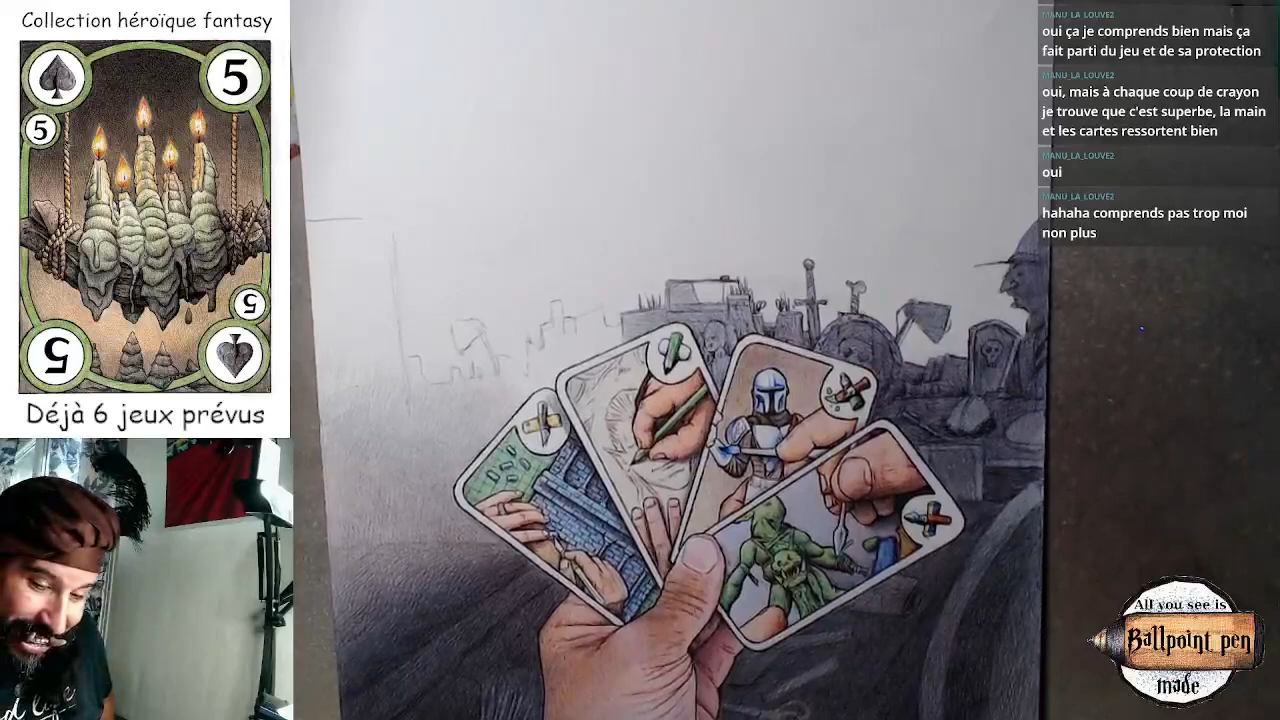 Collection héroïque fantasy
5
5
5
5
Déjà 6 jeux prévus
MANU_LA_LOUVE2
oui ça je comprends bien mais ça
fait parti du jeu et de sa protection
MANU_LA_LOUVE2
oui, mais à chaque coup de crayon
je trouve que c'est superbe, la main
et les cartes ressortent bien
MANU_LA_LOUVE2
oui
MANU_LA_LOUVE2
hahaha comprends pas trop moi
non plus
All you see is
Ballpoint pen
made